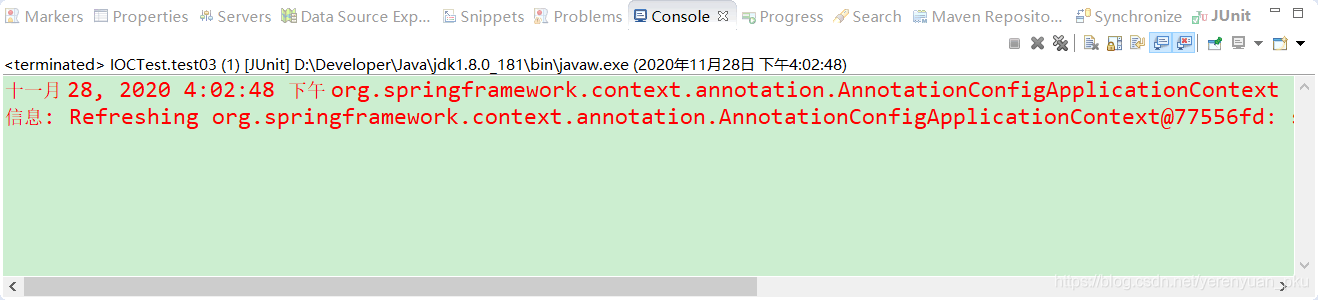 Markers Properties Servers Data Source Exp... Snippets Problems Console Progress Search Maven Reposito... Synchronize JUnit
<terminated> IOCTest.test03 (1) [JUnit] D:\Developer\Java\jdk1.8.0_181\bin\javaw.exe (2020年11月28日 下午4:02:48)
十一月 28, 2020 4:02:48 下午 org.springframework.context.annotation.AnnotationConfigApplicationContext
信息: Refreshing org.springframework.context.annotation.AnnotationConfigApplicationContext@77556fd:
https://blog.csdn.net/yerenyuan_pku